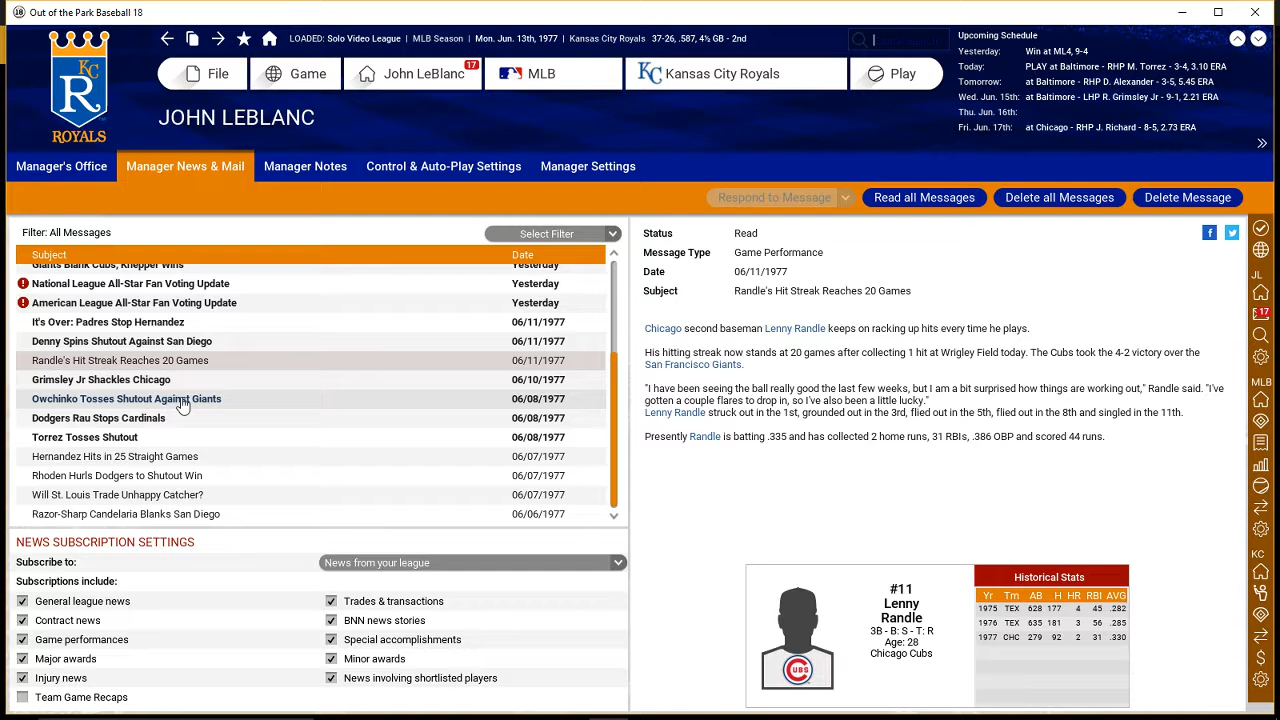 Out of the Park Baseball 18
LOADED: Solo Video League | MLB Season | Mon. Jun. 13th, 1977 | Kansas City Royals 37-26, .587, 4½ GB - 2nd
Upcoming Schedule
Yesterday: Win at ML4, 9-4
Today: PLAY at Baltimore - RHP M. Torrez - 3-4, 3.10 ERA
Tomorrow: at Baltimore - RHP D. Alexander - 3-5, 5.45 ERA
Wed. Jun. 15th: at Baltimore - LHP R. Grimsley Jr - 9-1, 2.21 ERA
Thu. Jun. 16th:
Fri. Jun. 17th: at Chicago - RHP J. Richard - 8-5, 2.73 ERA
KC
R
ROYALS
File
Game
John LeBlanc
17
MLB
KC Kansas City Royals
Play
JOHN LEBLANC
Manager's Office
Manager News & Mail
Manager Notes
Control & Auto-Play Settings
Manager Settings
Respond to Message
Read all Messages
Delete all Messages
Delete Message
Filter: All Messages
Select Filter
Subject Date
Giants Blank Cubs, Knepper Wins Yesterday
National League All-Star Fan Voting Update Yesterday
American League All-Star Fan Voting Update Yesterday
It's Over: Padres Stop Hernandez 06/11/1977
Denny Spins Shutout Against San Diego 06/11/1977
Randle's Hit Streak Reaches 20 Games 06/11/1977
Grimsley Jr Shackles Chicago 06/10/1977
Owchinko Tosses Shutout Against Giants 06/08/1977
Dodgers Rau Stops Cardinals 06/08/1977
Torrez Tosses Shutout 06/08/1977
Hernandez Hits in 25 Straight Games 06/07/1977
Rhoden Hurls Dodgers to Shutout Win 06/07/1977
Will St. Louis Trade Unhappy Catcher? 06/07/1977
Razor-Sharp Candelaria Blanks San Diego 06/06/1977
NEWS SUBSCRIPTION SETTINGS
Subscribe to: News from your league
Subscriptions include:
General league news Trades & transactions
Contract news BNN news stories
Game performances Special accomplishments
Major awards Minor awards
Injury news News involving shortlisted players
Team Game Recaps
Status Read
Message Type Game Performance
Date 06/11/1977
Subject Randle's Hit Streak Reaches 20 Games
Chicago second baseman Lenny Randle keeps on racking up hits every time he plays.
His hitting streak now stands at 20 games after collecting 1 hit at Wrigley Field today. The Cubs took the 4-2 victory over the
San Francisco Giants.
"I have been seeing the ball really good the last few weeks, but I am a bit surprised how things are working out," Randle said. "I've
gotten a couple flares to drop in, so I've also been a little lucky."
Lenny Randle struck out in the 1st, grounded out in the 3rd, flied out in the 5th, flied out in the 8th and singled in the 11th.
Presently Randle is batting .335 and has collected 2 home runs, 31 RBIs, .386 OBP and scored 44 runs.
CUBS
#11
Lenny
Randle
3B - B: S - T: R
Age: 28
Chicago Cubs
Historical Stats
Yr Tm AB H HR RBI AVG
1975 TEX 628 177 4 45 .282
1976 TEX 635 181 3 56 .285
1977 CHC 279 92 2 31 .330
JL
17
MLB
KC